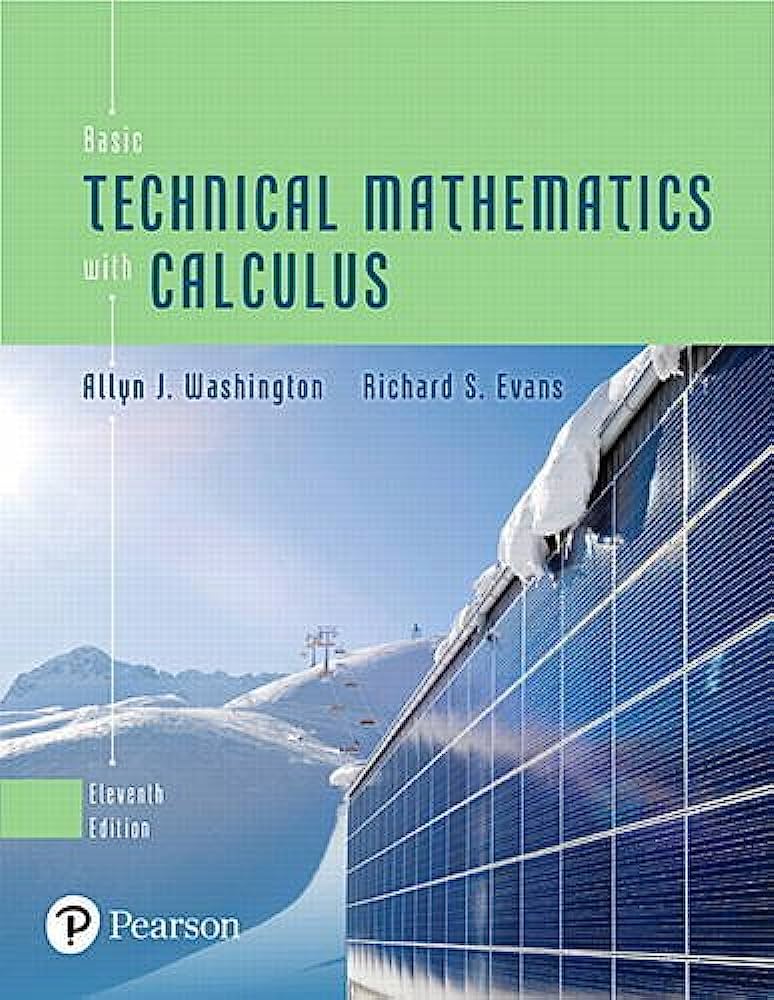 Basic
TECHNICAL MATHEMATICS
with CALCULUS
Allyn J. Washington Richard S. Evans
Eleventh
Edition
P Pearson